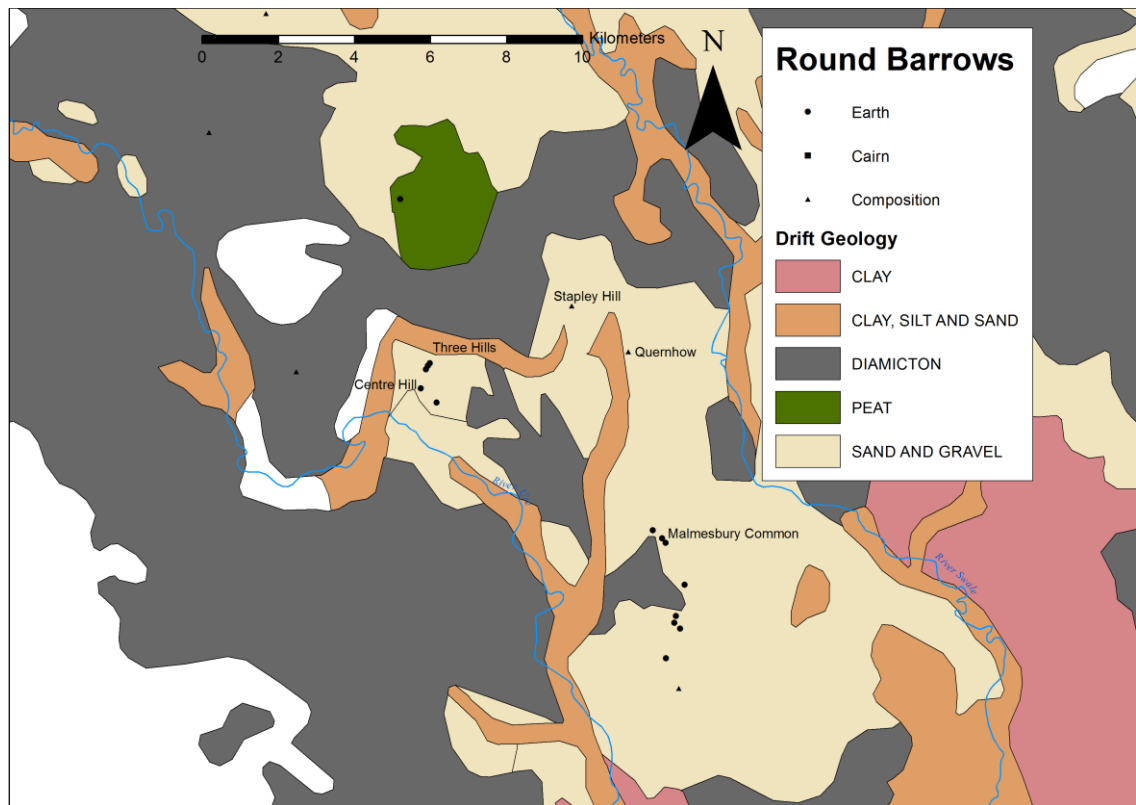 Kilometers
0 2 4 6 8 10
N
Round Barrows
Earth
Cairn
Composition
Drift Geology
CLAY
CLAY, SILT AND SAND
DIAMICTON
PEAT
SAND AND GRAVEL
Stapley Hill
Three Hills
Quernhow
Centre Hill
River
Malmesbury Common
River Swale